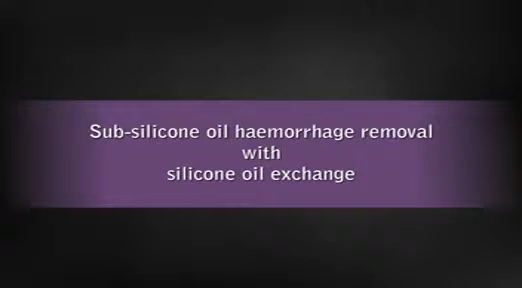 Sub-silicone oil haemorrhage removal
with
silicone oil exchange